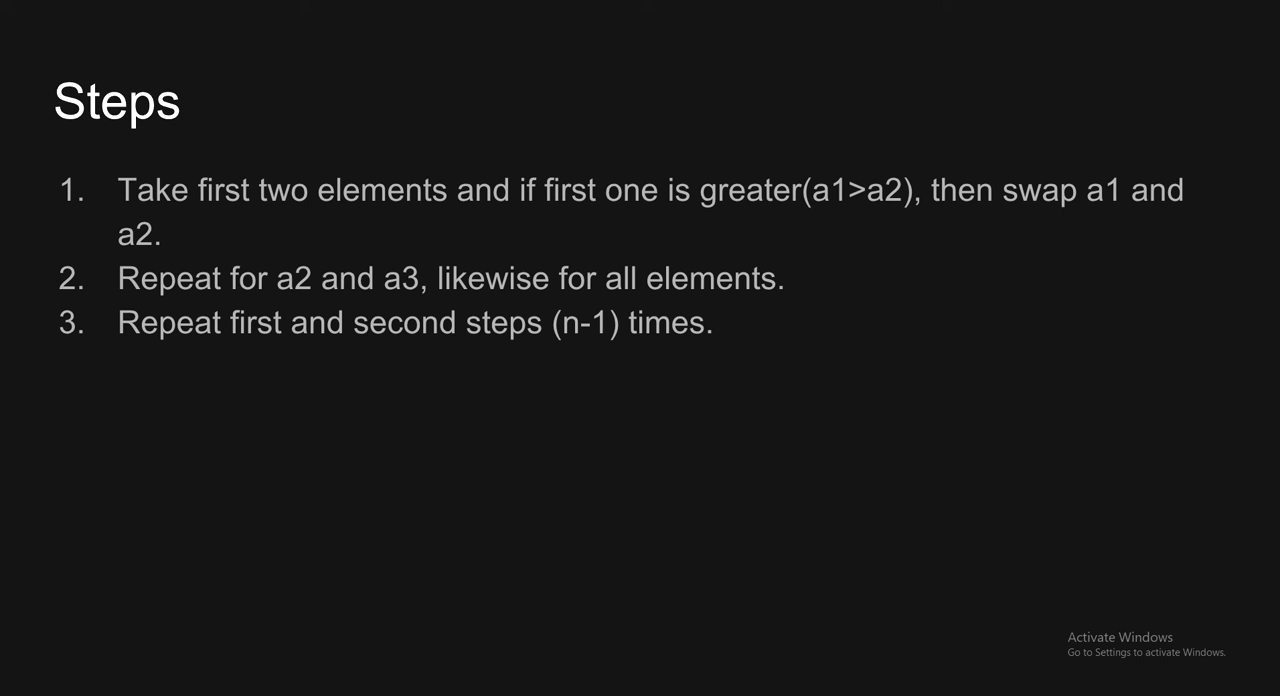 Steps
1. Take first two elements and if first one is greater(a1>a2), then swap a1 and
a2.
2. Repeat for a2 and a3, likewise for all elements.
3. Repeat first and second steps (n-1) times.
Activate Windows
Go to Settings to activate Windows.